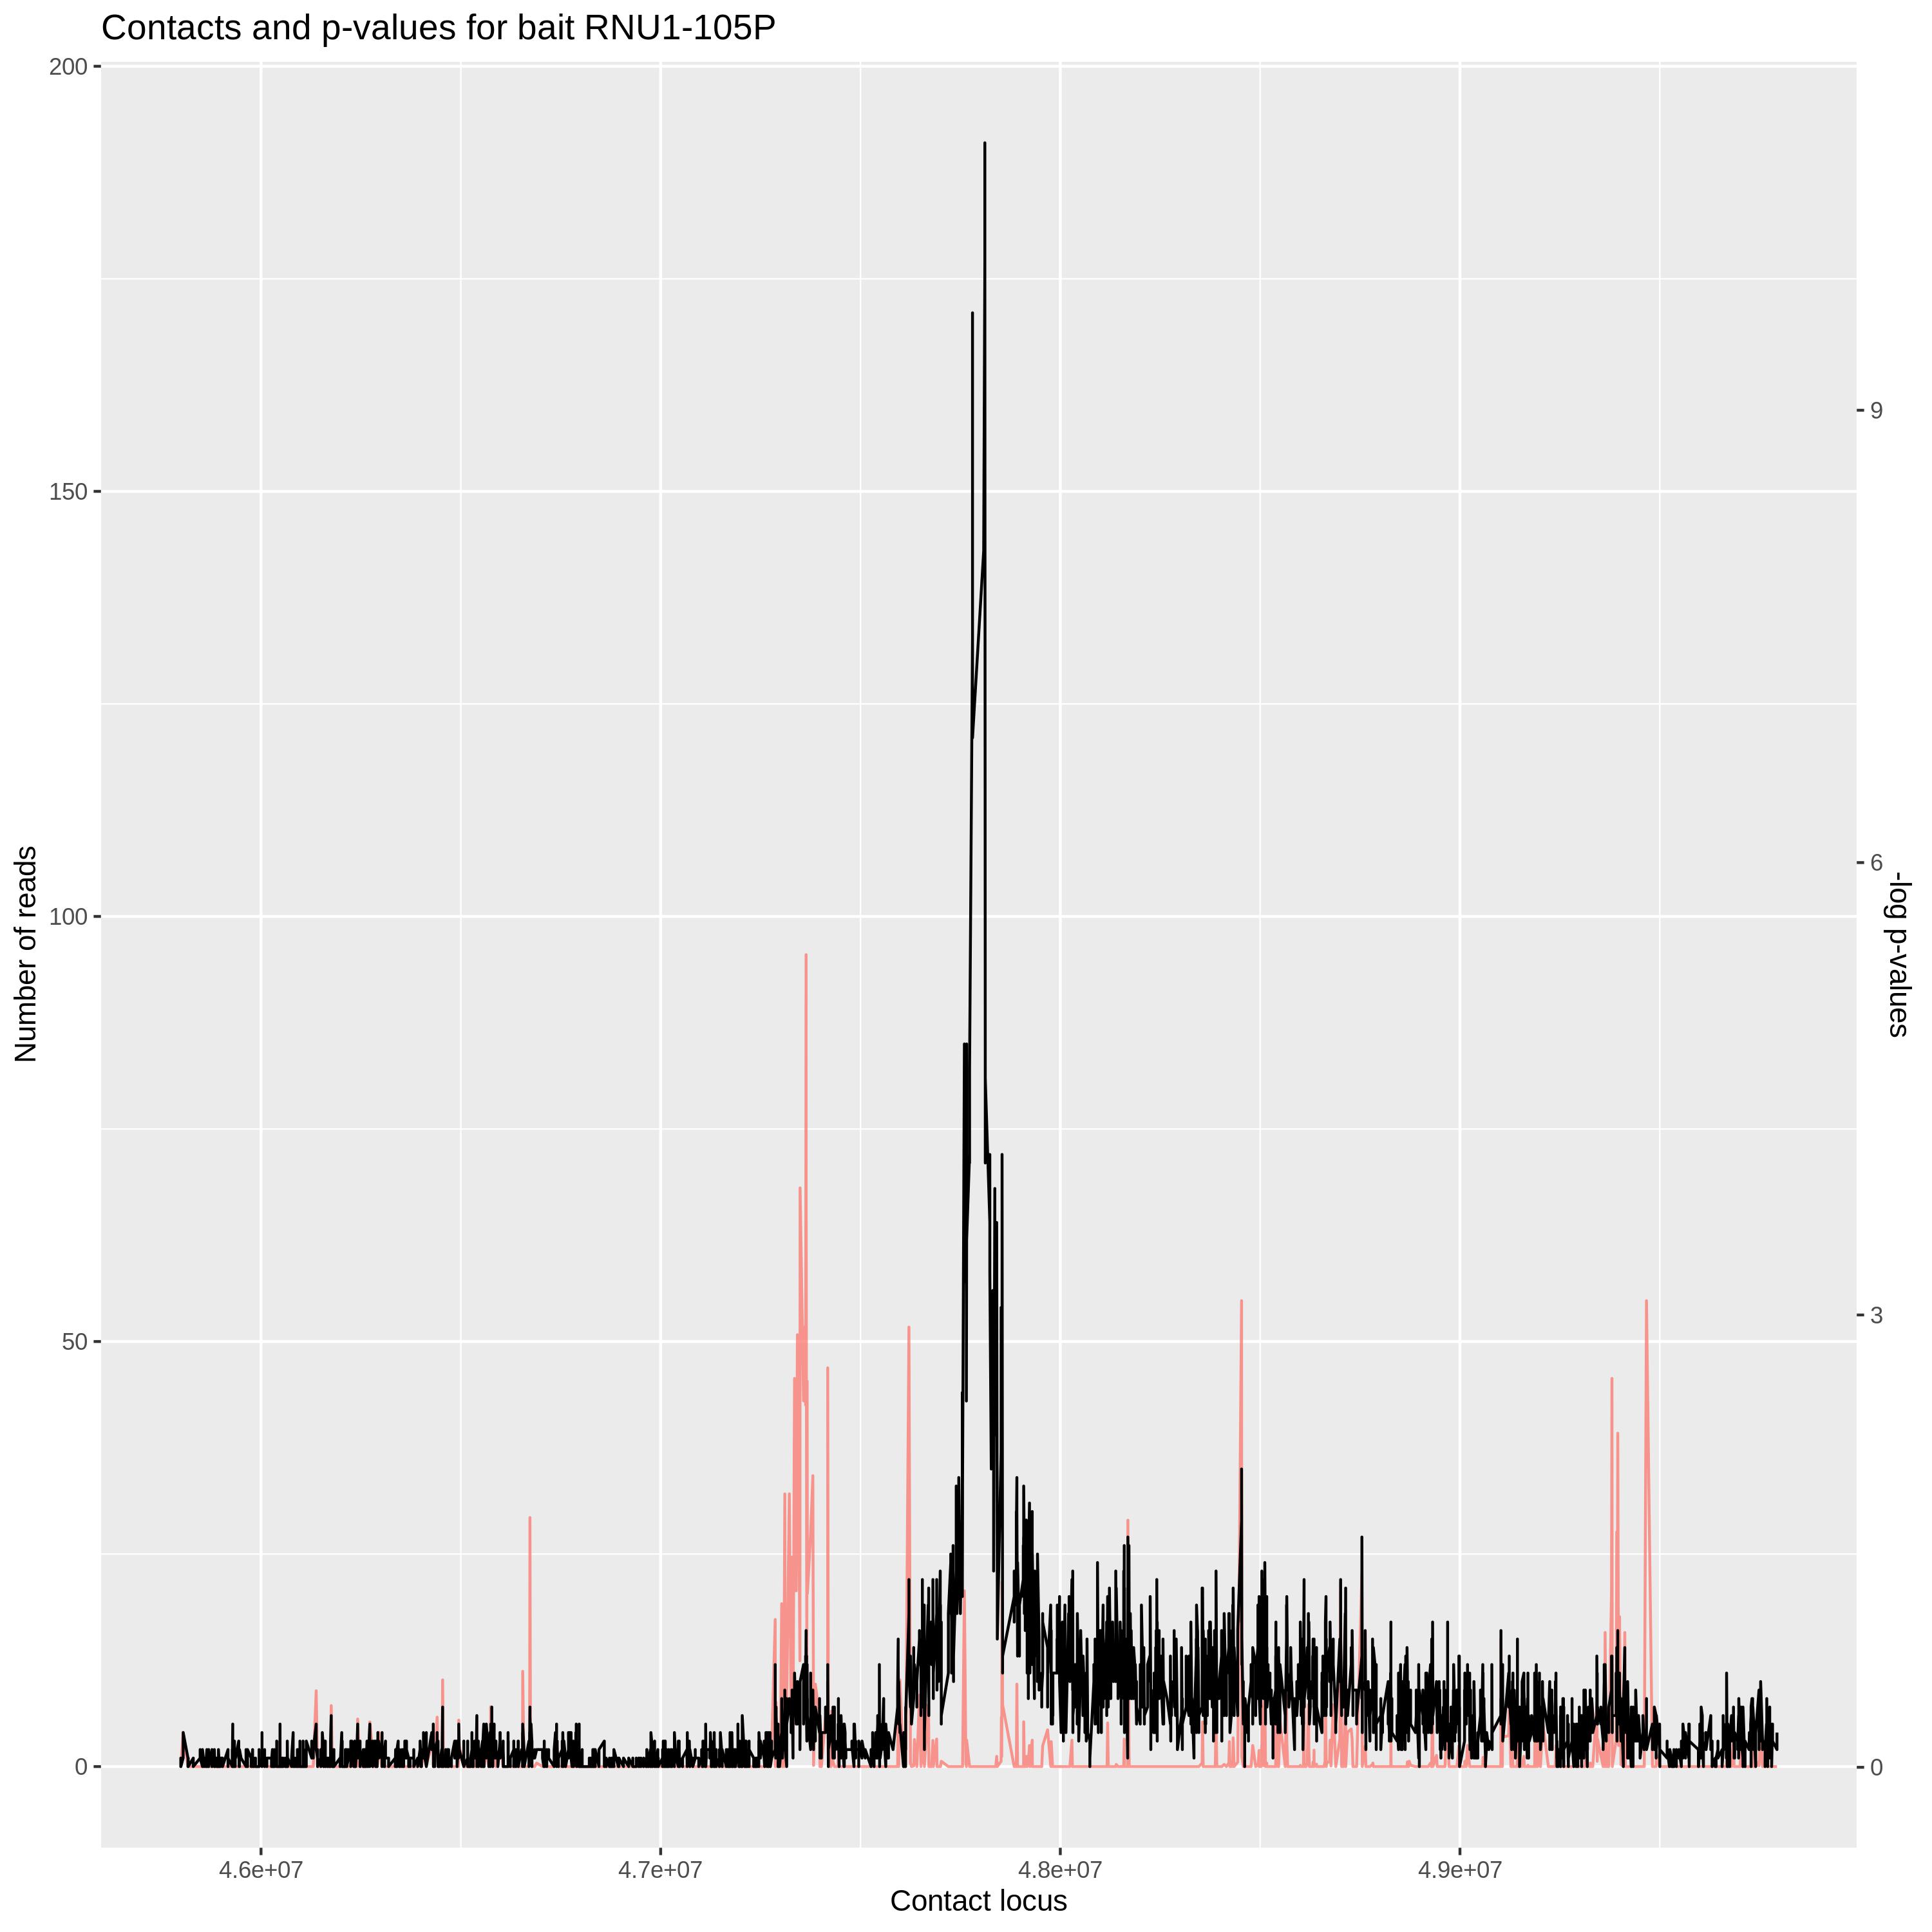 Contacts and p-values for bait RNU1-105P
200
150
100
50
0
Number of reads
9
6
3
0
-log p-values
4.6e+07
4.7e+07
4.8e+07
4.9e+07
Contact locus